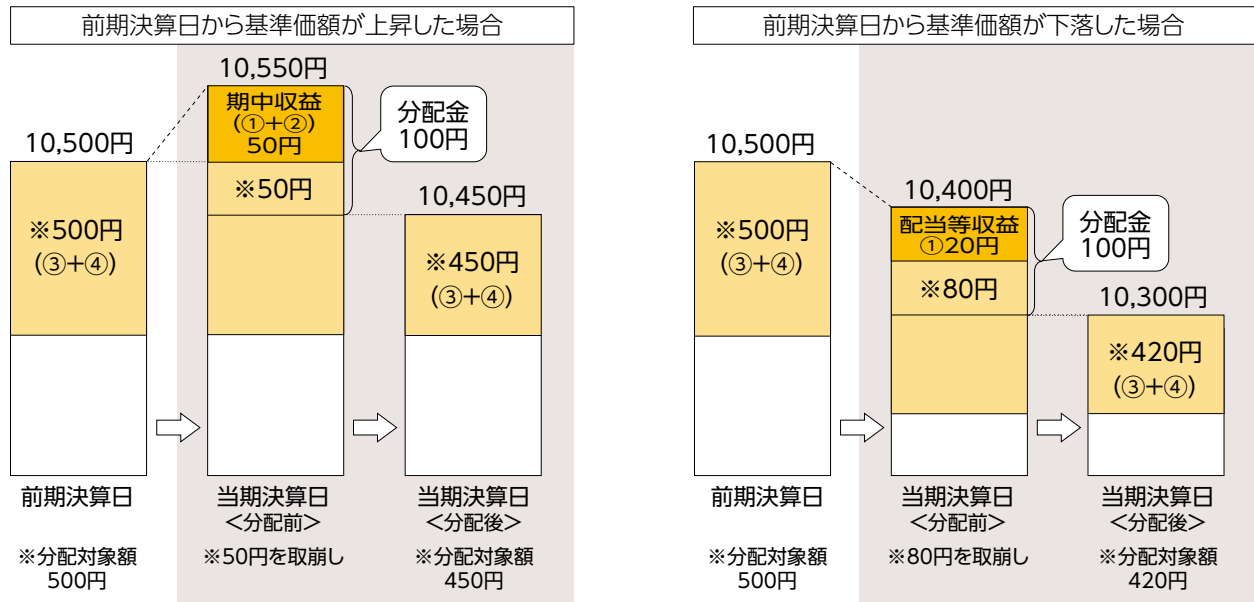 前期決算日から基準価額が上昇した場合
10,550円
期中収益
(①+②)
50円
分配金
100円
10,500円
※50円
10,450円
※500円
(③+④)
※450円
(③+④)
前期決算日
当期決算日
<分配前>
当期決算日
<分配後>
※分配対象額
500円
※50円を取崩し
※分配対象額
450円
前期決算日から基準価額が下落した場合
10,500円
10,400円
配当等収益
①20円
分配金
100円
※500円
(③+④)
※80円
10,300円
※420円
(③+④)
前期決算日
当期決算日
<分配前>
当期決算日
<分配後>
※分配対象額
500円
※80円を取崩し
※分配対象額
420円